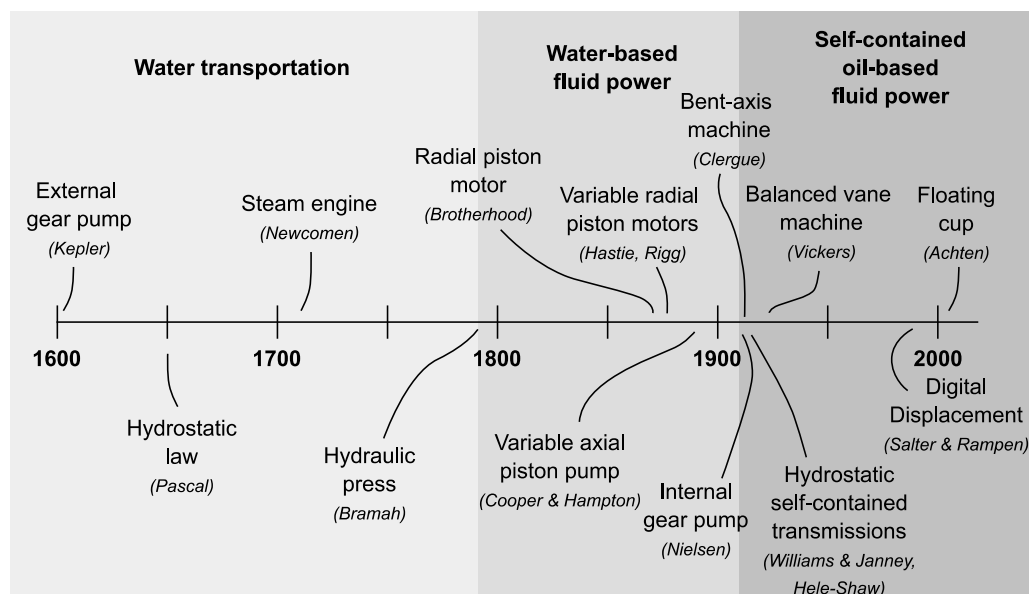 Water transportation
Water-based
fluid power
Self-contained
oil-based
fluid power
External
gear pump
(Kepler)
Steam engine
(Newcomen)
Radial piston
motor
(Brotherhood)
Variable radial
piston motors
(Hastie, Rigg)
Bent-axis
machine
(Clergue)
Balanced vane
machine
(Vickers)
Floating
cup
(Achten)
1600
1700
1800
1900
2000
Hydrostatic
law
(Pascal)
Hydraulic
press
(Bramah)
Variable axial
piston pump
(Cooper & Hampton)
Internal
gear pump
(Nielsen)
Hydrostatic
self-contained
transmissions
(Williams & Janney,
Hele-Shaw)
Digital
Displacement
(Salter & Rampen)